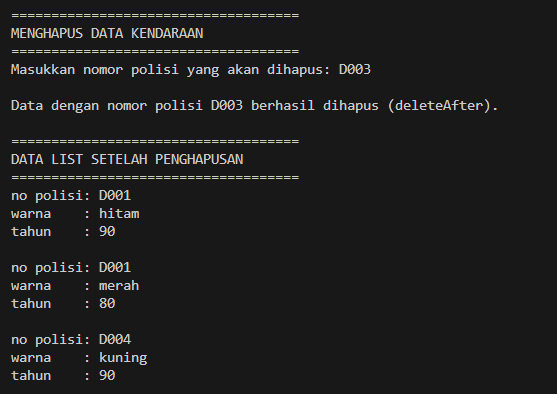 ====================================
MENGHAPUS DATA KENDARAAN
====================================
Masukkan nomor polisi yang akan dihapus: D003
Data dengan nomor polisi D003 berhasil dihapus (deleteAfter).
====================================
DATA LIST SETELAH PENGHAPUSAN
====================================
no polisi: D001
warna    : hitam
tahun    : 90
no polisi: D001
warna    : merah
tahun    : 80
no polisi: D004
warna    : kuning
tahun    : 90